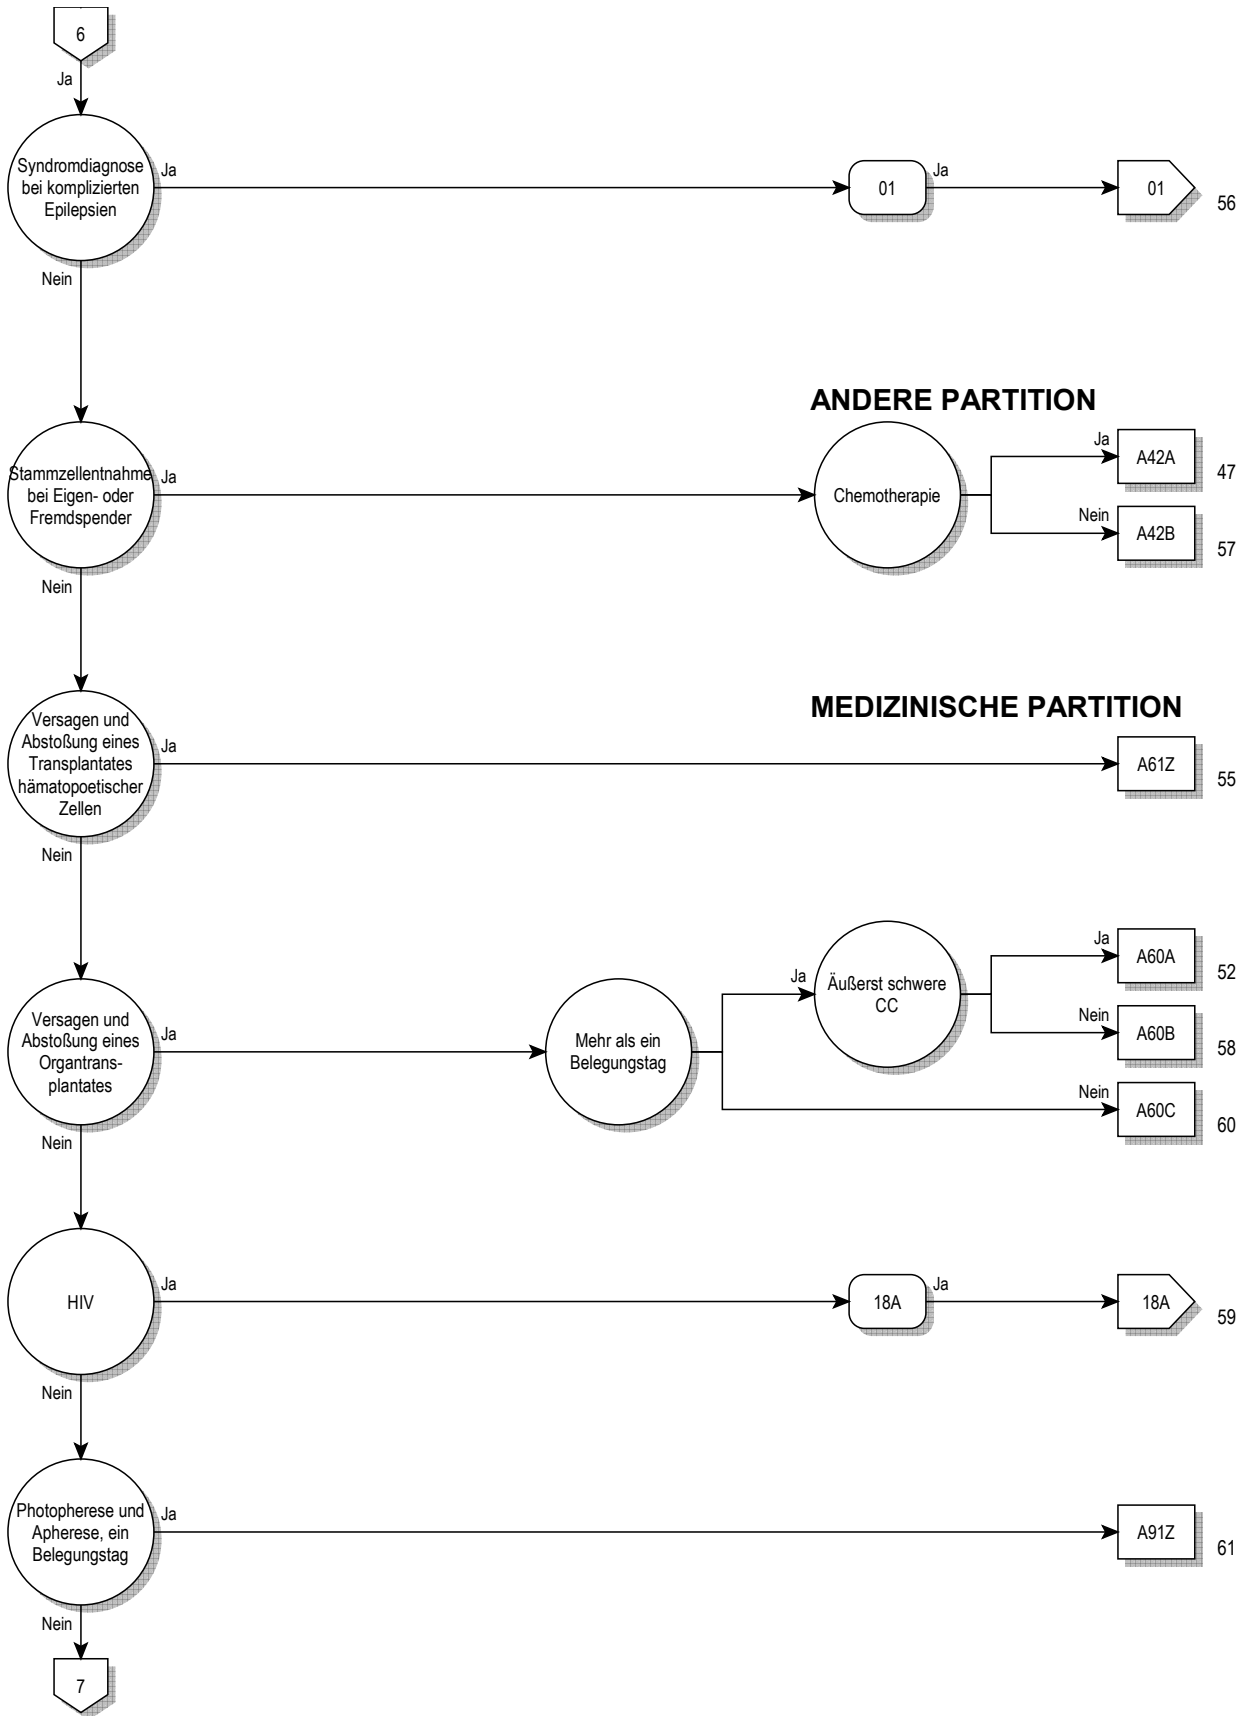 6
Ja
Syndromdiagnose
bei komplizierten
Epilepsien
Ja
01
Ja
01
56
Nein
ANDERE PARTITION
Stammzellentnahme
bei Eigen- oder
Fremdspender
Ja
Chemotherapie
Ja
A42A
47
Nein
A42B
57
Nein
MEDIZINISCHE PARTITION
Versagen und
Abstoßung eines
Transplantates
hämatopoetischer
Zellen
Ja
A61Z
55
Nein
Versagen und
Abstoßung eines
Organtrans-
plantates
Ja
Mehr als ein
Belegungstag
Ja
Äußerst schwere
CC
Ja
A60A
52
Nein
A60B
58
Nein
A60C
60
Nein
HIV
Ja
18A
Ja
18A
59
Nein
Photopherese und
Apherese, ein
Belegungstag
Ja
A91Z
61
Nein
7